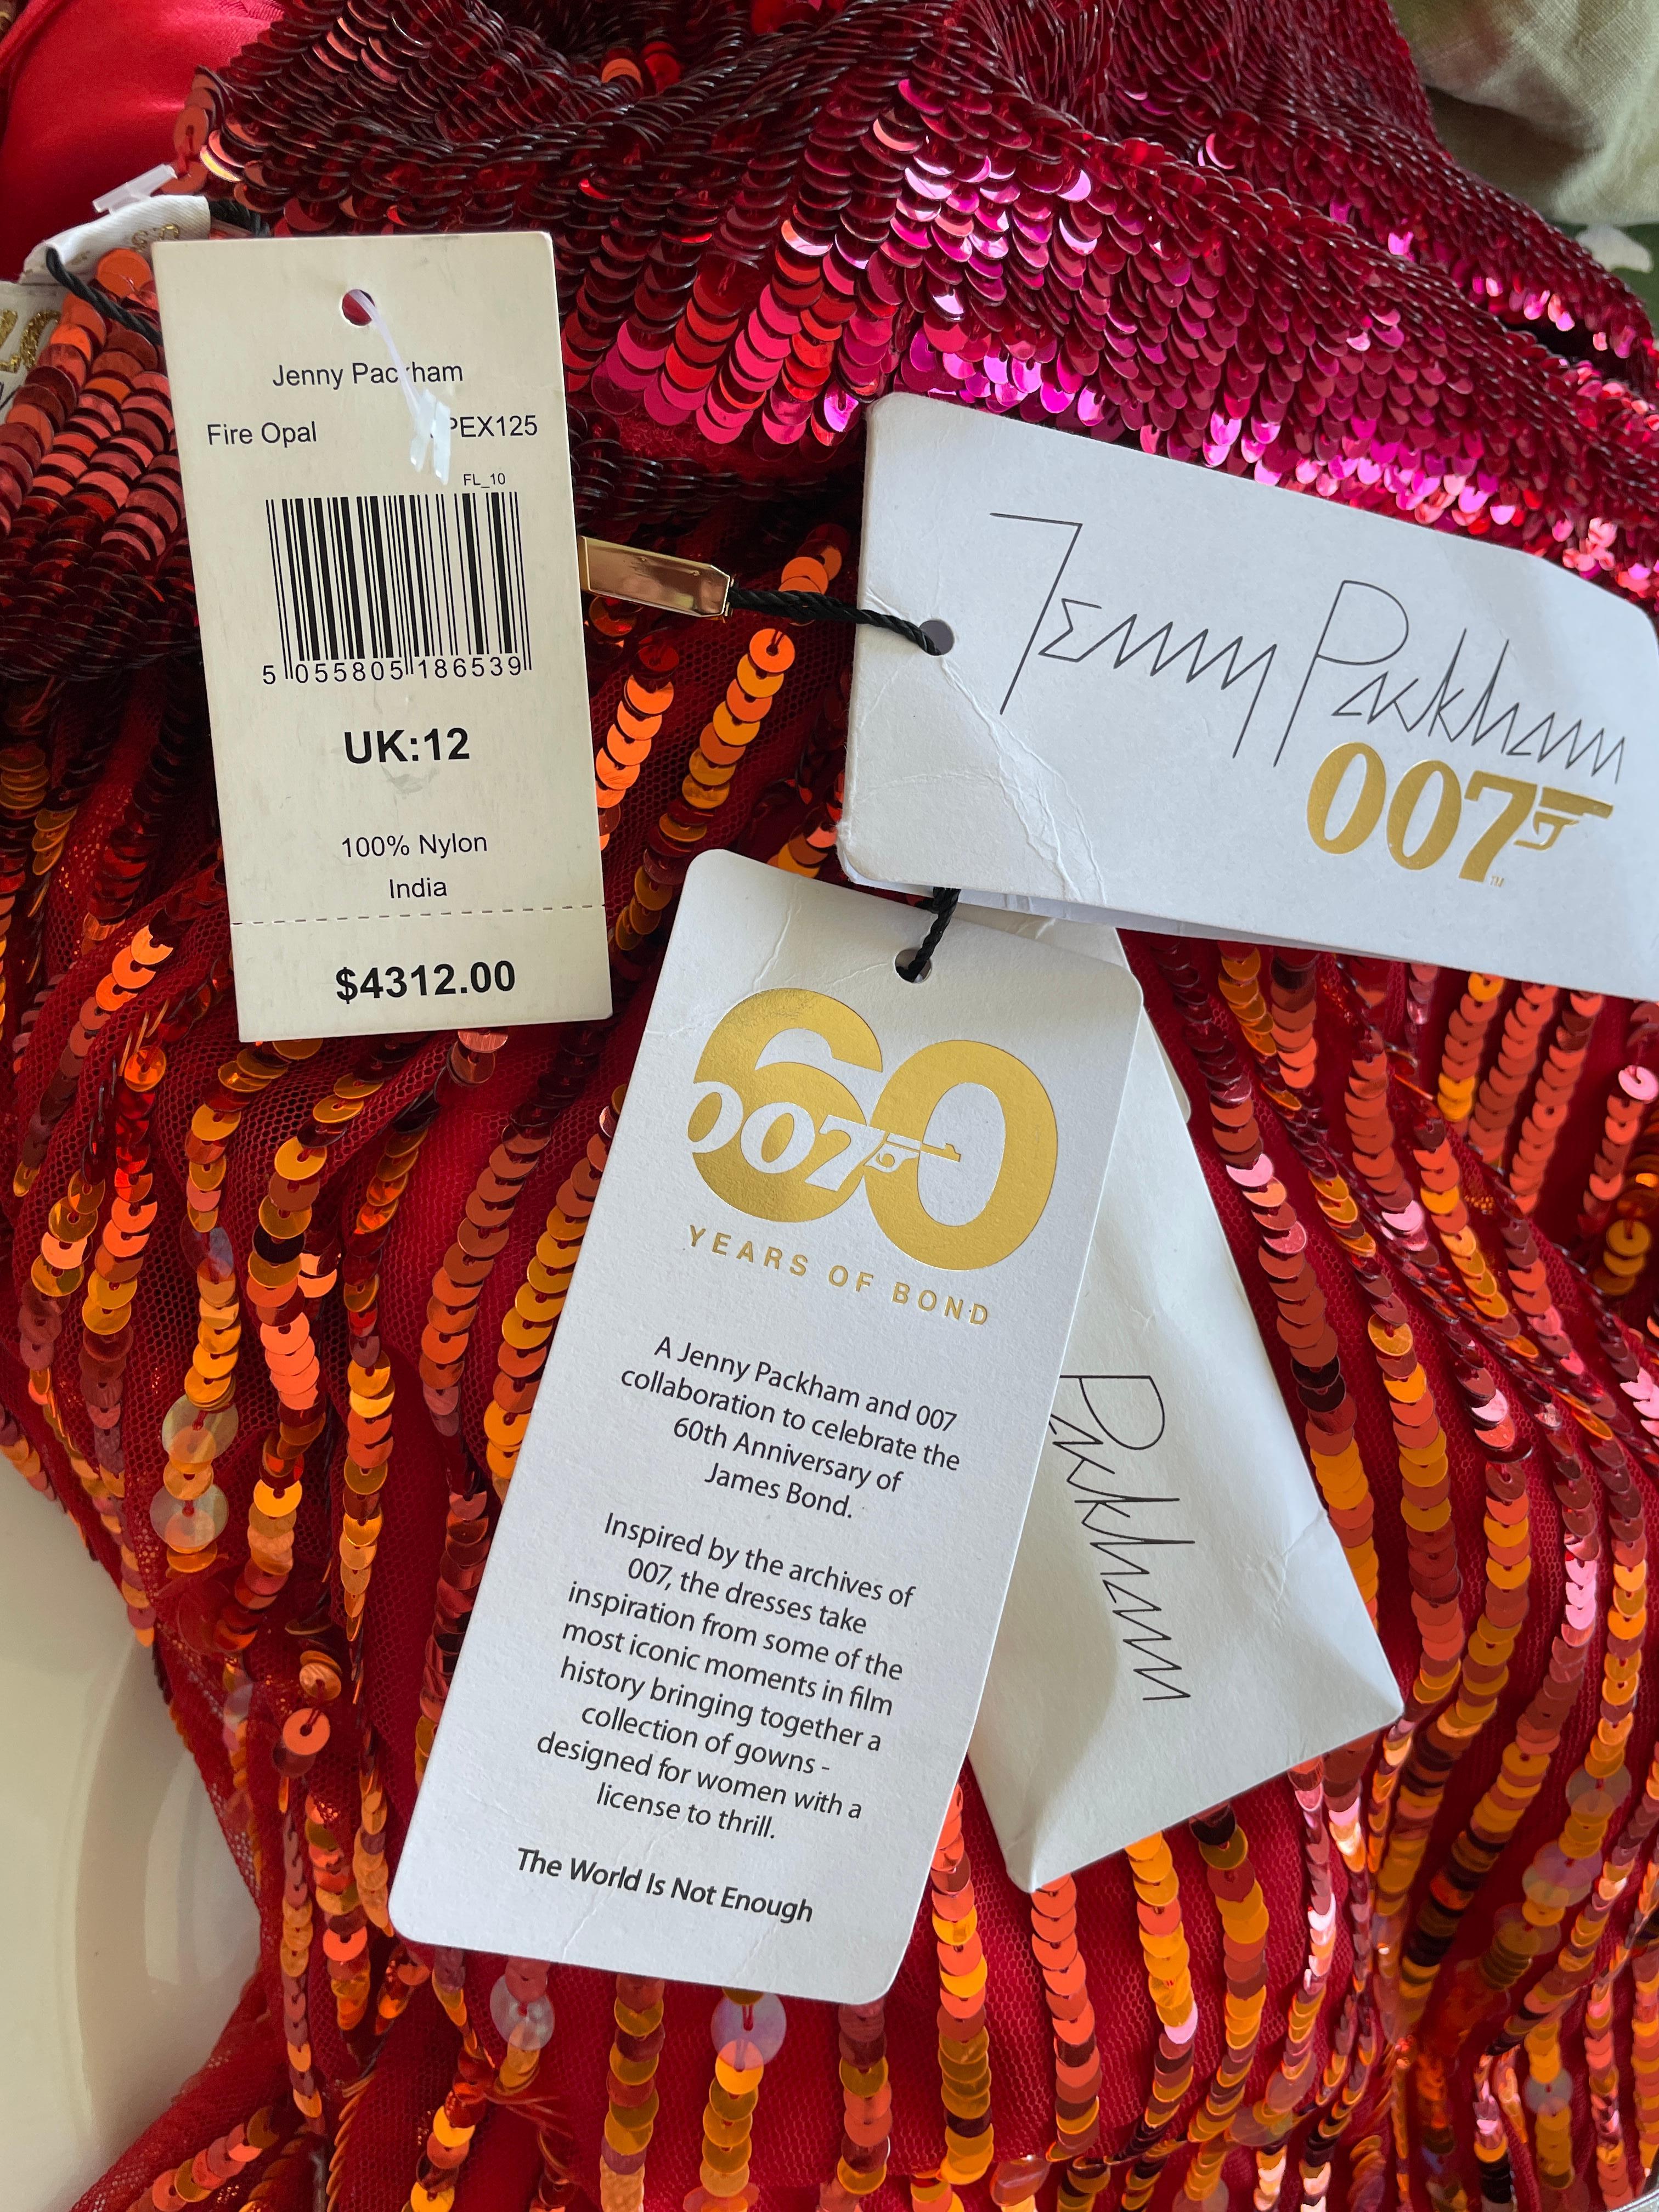 Jenny Packham
Fire Opal PEX125
FL_10
5 055805 186539
UK:12
100% Nylon
India
$4312.00
Jenny Packham
007
60
007
YEARS OF BOND
A Jenny Packham and 007
collaboration to celebrate the
60th Anniversary of
James Bond.
Inspired by the archives of
007, the dresses take
inspiration from some of the
most iconic moments in film
history bringing together a
collection of gowns -
designed for women with a
license to thrill.
The World Is Not Enough
Packham